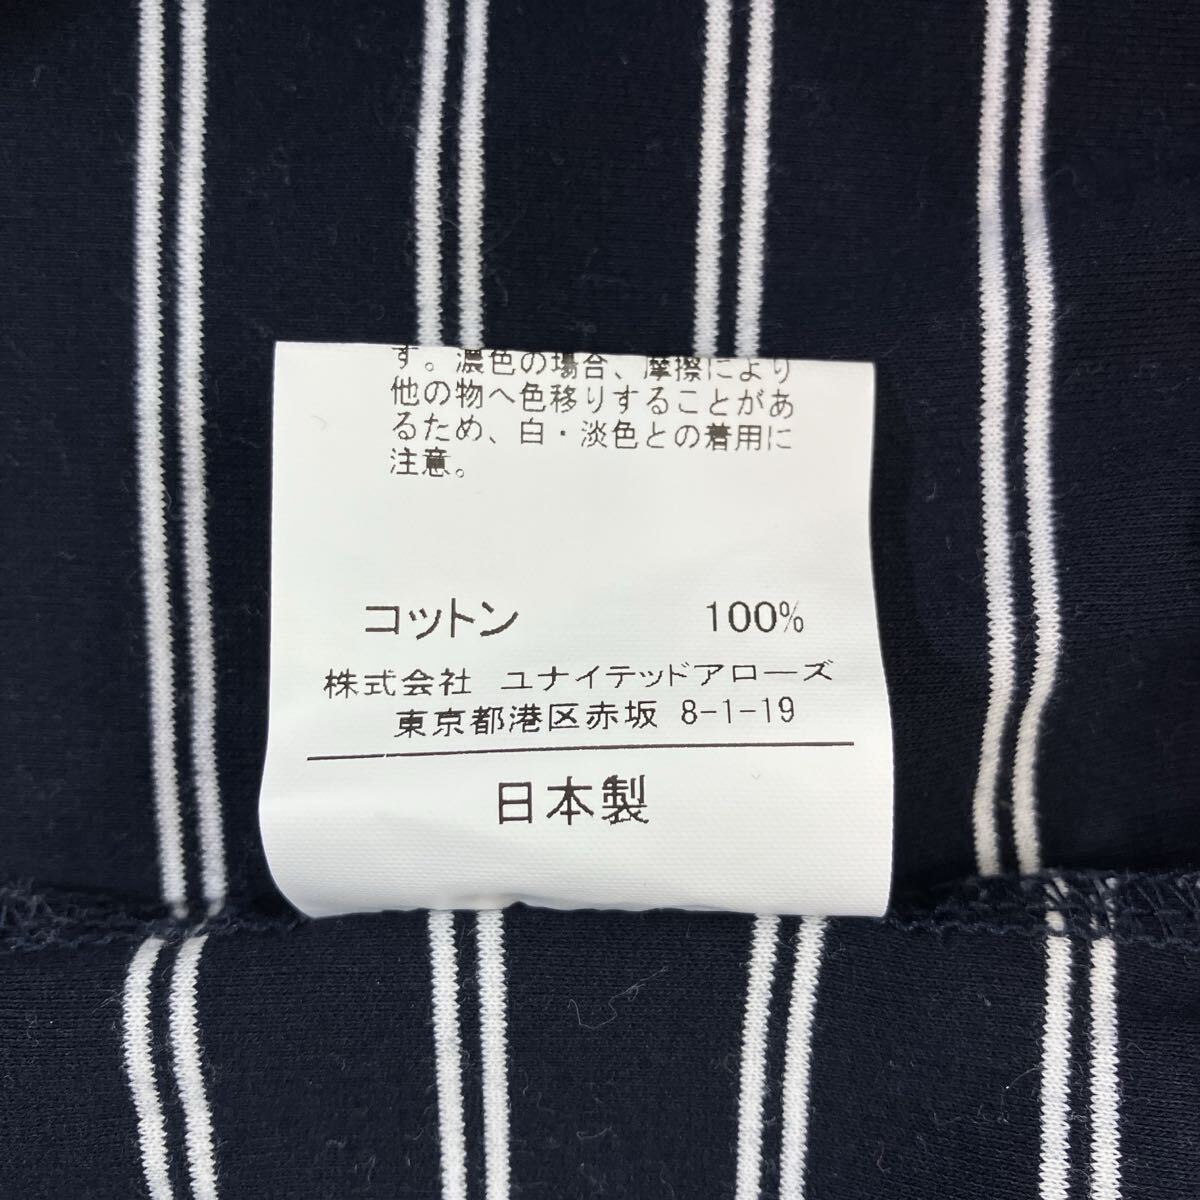 す。濃色の場合、摩擦により
他の物へ色移りすることがあ
るため、白・淡色との着用に
注意。
コットン 100%
株式会社 ユナイテッドアローズ
東京都港区赤坂 8-1-19
日本製